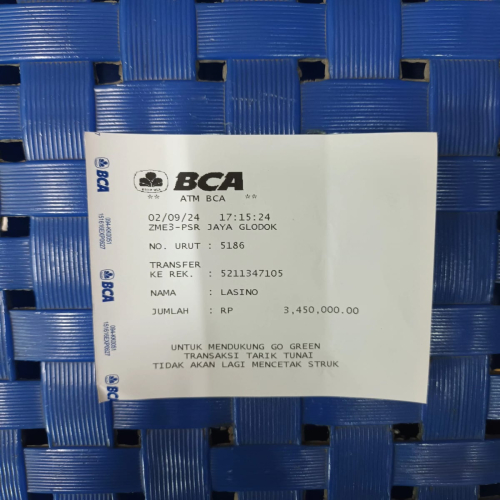 BCA
** ATM BCA **
02/09/24 17:15:24
ZME3-PSR JAYA GLODOK
NO. URUT : 5186
TRANSFER
KE REK. : 5211347105
NAMA : LASINO
JUMLAH : RP 3,450,000.00
UNTUK MENDUKUNG GO GREEN
TRANSAKSI TARIK TUNAI
TIDAK AKAN LAGI MENCETAK STRUK
BCA
BCA
BCA